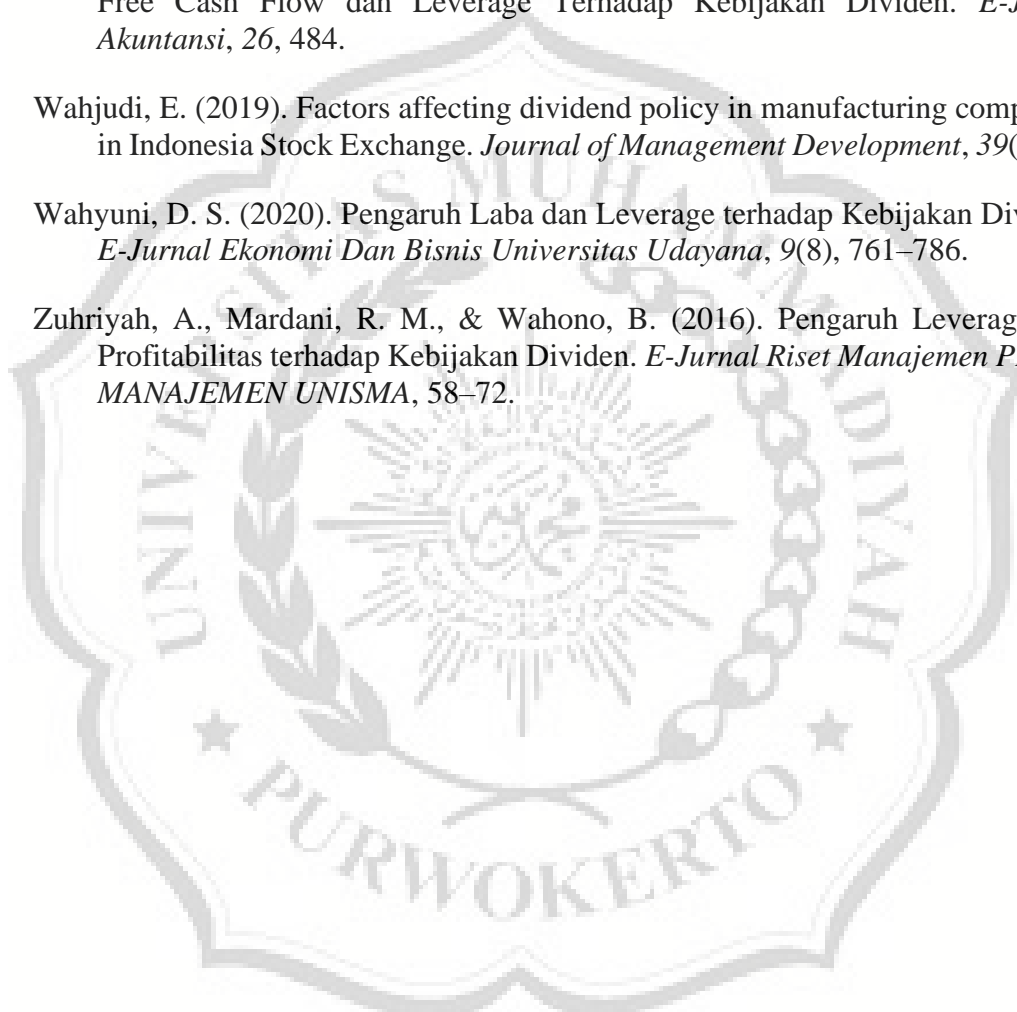 Free Cash Flow dan Leverage Terhadap Kebijakan Dividen. E-J
Akuntansi, 26, 484.
Wahjudi, E. (2019). Factors affecting dividend policy in manufacturing comp
in Indonesia Stock Exchange. Journal of Management Development, 39(
Wahyuni, D. S. (2020). Pengaruh Laba dan Leverage terhadap Kebijakan Div
E-Jurnal Ekonomi Dan Bisnis Universitas Udayana, 9(8), 761–786.
Zuhriyah, A., Mardani, R. M., & Wahono, B. (2016). Pengaruh Leverag
Profitabilitas terhadap Kebijakan Dividen. E-Jurnal Riset Manajemen P
MANAJEMEN UNISMA, 58–72.
UNIVERSITAS MUHAMMADIYAH
PURWOKERTO